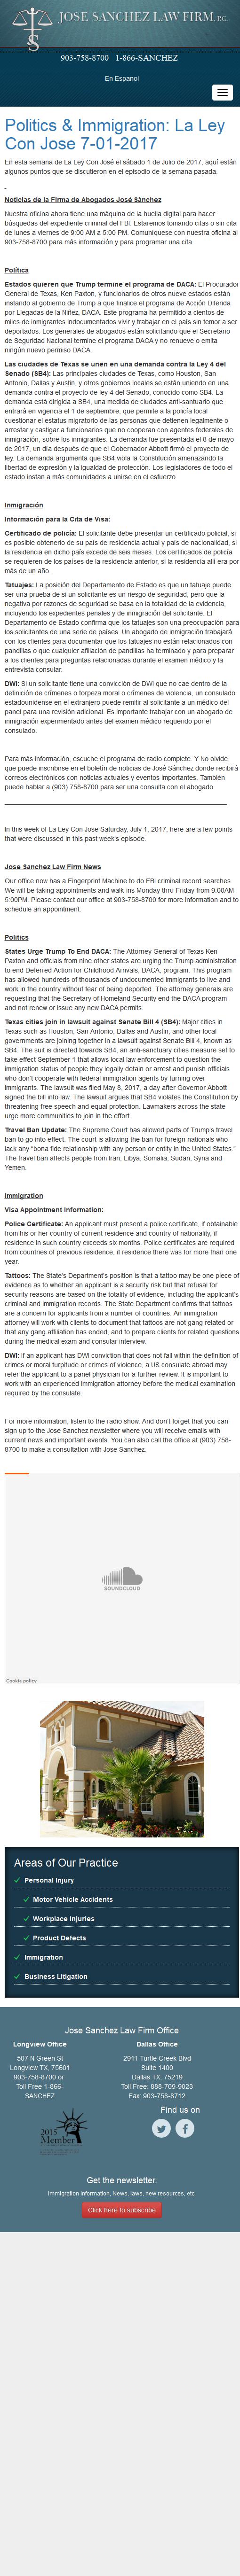 JOSE SANCHEZ LAW FIRM P.C.
903-758-8700 1-866-SANCHEZ
En Espanol
Politics & Immigration: La Ley
Con Jose 7-01-2017
En esta semana de La Ley Con José el sábado 1 de Julio de 2017, aquí están
algunos puntos que se discutieron en el episodio de la semana pasada.
Noticias de la Firma de Abogados José Sánchez
Nuestra oficina ahora tiene una máquina de la huella digital para hacer
búsquedas del expediente criminal del FBI. Estaremos tomando citas o sin cita
de lunes a viernes de 9:00 AM a 5:00 PM. Comuníquese con nuestra oficina al
903-758-8700 para más información y para programar una cita.
Política
Estados quieren que Trump termine el programa de DACA: El Procurador
General de Texas, Ken Paxton, y funcionarios de otros nueve estados están
instando al gobierno de Trump a que finalice el programa de Acción Diferida
por Llegadas de la Niñez, DACA. Este programa ha permitido a cientos de
miles de inmigrantes indocumentados vivir y trabajar en el país sin temor a ser
deportados. Los generales de abogados están solicitando que el Secretario
de Seguridad Nacional termine el programa DACA y no renueve o emita
ningún nuevo permiso DACA.
Las ciudades de Texas se unen en una demanda contra la Ley 4 del
Senado (SB4): Las principales ciudades de Texas, como Houston, San
Antonio, Dallas y Austin, y otros gobiernos locales están uniendo en una
demanda contra el proyecto de ley 4 del Senado, conocido como SB4. La
demanda está dirigida a SB4, una medida de ciudades anti-santuario que
entrará en vigencia el 1 de septiembre, que permite a la policía local
cuestionar el estatus migratorio de las personas que detienen legalmente o
arrestar y castigar a funcionarios que no cooperan con agentes federales de
inmigración, sobre los inmigrantes. La demanda fue presentada el 8 de mayo
de 2017, un día después de que el Gobernador Abbott firmó el proyecto de
ley. La demanda argumenta que SB4 viola la Constitución amenazando la
libertad de expresión y la igualdad de protección. Los legisladores de todo el
estado instan a más comunidades a unirse en el esfuerzo.
Inmigración
Información para la Cita de Visa:
Certificado de policía: El solicitante debe presentar un certificado policial, si
es posible obtenerlo de su país de residencia actual y país de nacionalidad, si
la residencia en dicho país excede los seis meses. Los certificados de policía
se requieren de los países de la residencia anterior, si la residencia allí era por
más de un año.
Tatuajes: La posición del Departamento de Estado es que un tatuaje puede
ser una prueba de si un solicitante es un riesgo de seguridad, pero que la
negativa por razones de seguridad se basa en la totalidad de la evidencia,
incluyendo los expedientes penales y de inmigración del solicitante. El
Departamento de Estado confirma que estos tatuajes son una preocupación para
los solicitantes de una serie de países. Un abogado de inmigración trabajará
con los clientes para documentar que los tatuajes no están relacionados con
pandillas o que cualquier afiliación de pandillas ha terminado y para preparar
a los clientes para preguntas relacionadas durante el examen médico y la
entrevista consular.
DWI: Si un solicitante tiene una convicción de DWI que no cae dentro de la
definición de crímenes o torpeza moral o crímenes de violencia, un consulado
estadounidense en el extranjero puede remitir al solicitante a un médico del
panel para una revisión adicional. Es importante trabajar con un abogado de
inmigración experimentado antes del examen médico requerido por el
consulado.
Para más información, escuche el programa de radio complete. Y No olvide
que puede inscribirse en el boletín de noticias de José Sánchez donde recibirá
correos electrónicos con noticias actuales y eventos importantes. También
puede hablar a (903) 758-8700 para ser una consulta con el abogado.
In this week of La Ley Con Jose Saturday, July 1, 2017, here are a few points
that were discussed in this past week's episode.
Jose Sanchez Law Firm News
Our office now has a Fingerprint Machine to do FBI criminal record searches.
We will be taking appointments and walk-ins Monday thru Friday from 9:00AM-
5:00PM. Please contact our office at 903-758-8700 for more information and to
schedule an appointment.
Politics
States Urge Trump To End DACA: The Attorney General of Texas Ken
Paxton and officials from nine other states are urging the Trump administration
to end Deferred Action for Childhood Arrivals, DACA, program. This program
has allowed hundreds of thousands of undocumented immigrants to live and
work in the country without fear of being deported. The attorney generals are
requesting that the Secretary of Homeland Security end the DACA program
and not renew or issue any new DACA permits.
Texas cities join in lawsuit against Senate Bill 4 (SB4): Major cities in
Texas such as Houston, San Antonio, Dallas and Austin, and other local
governments are joining together in a lawsuit against Senate Bill 4, known as
SB4. The suit is directed towards SB4, an anti-sanctuary cities measure set to
take effect September 1 that allows local law enforcement to question the
immigration status of people they legally detain or arrest and punish officials
who don't cooperate with federal immigration agents by turning over
immigrants. The lawsuit was filed May 8, 2017, a day after Governor Abbott
signed the bill into law. The lawsuit argues that SB4 violates the Constitution by
threatening free speech and equal protection. Lawmakers across the state
urge more communities to join in the effort.
Travel Ban Update: The Supreme Court has allowed parts of Trump's travel
ban to go into effect. The court is allowing the ban for foreign nationals who
lack any "bona fide relationship with any person or entity in the United States."
The travel ban affects people from Iran, Libya, Somalia, Sudan, Syria and
Yemen.
Immigration
Visa Appointment Information:
Police Certificate: An applicant must present a police certificate, if obtainable
from his or her country of current residence and country of nationality, if
residence in such country exceeds six months. Police certificates are required
from countries of previous residence, if residence there was for more than one
year.
Tattoos: The State's Department's position is that a tattoo may be one piece of
evidence as to whether an applicant is a security risk but that refusal for
security reasons be based on the totality of evidence, including the applicant's
criminal and immigration records. The State Department confirms that tattoos
are a concern for applicants from a number of countries. An immigration
attorney will work with clients to document that tattoos are not gang related or
that any gang affiliation has ended, and to prepare clients for related questions
during the medical exam and consular interview.
DWI: If an applicant has DWI conviction that does not fall within the definition of
crimes of moral turpitude or crimes of violence, a US consulate abroad may
refer the applicant to a panel physician for a further review. It is important to
work with an experienced immigration attorney before the medical examination
required by the consulate.
For more information, listen to the radio show. And don't forget that you can
sign up to the Jose Sanchez newsletter where you will receive emails with
current news and important events. You can also call the office at (903) 758-
8700 to make a consultation with Jose Sanchez.
SOUNDCLOUD
Cookie policy
Areas of Our Practice
Personal Injury
Motor Vehicle Accidents
Workplace Injuries
Product Defects
Immigration
Business Litigation
Jose Sanchez Law Firm Office
Longview Office
507 N Green St
Longview TX, 75601
903-758-8700 or
Toll Free 1-866-
SANCHEZ
Dallas Office
2911 Turtle Creek Blvd
Suite 1400
Dallas TX, 75219
Toll Free: 888-709-9023
Fax: 903-758-8712
Find us on
2015
Member
Get the newsletter.
Immigration Information, News, laws, new resources, etc.
Click here to subscribe